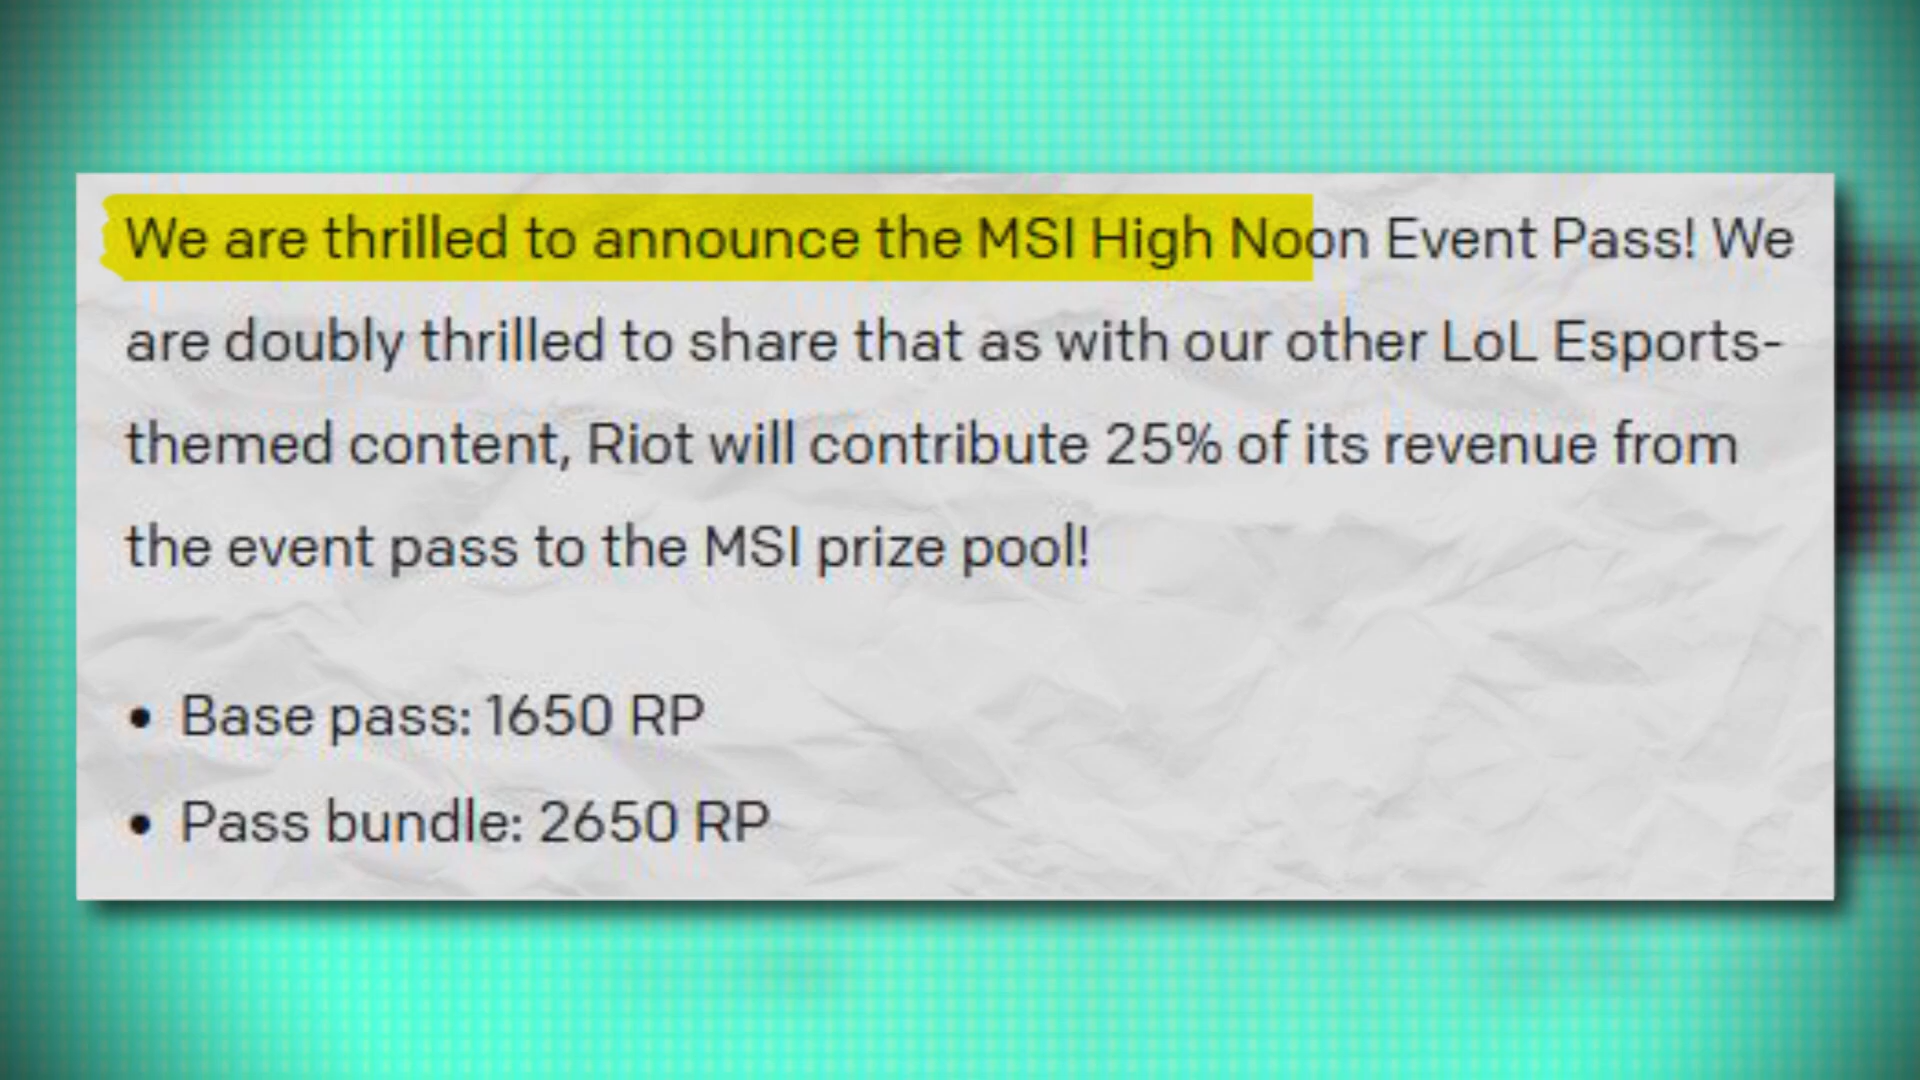 We are thrilled to announce the MSI High Noon Event Pass! We
are doubly thrilled to share that as with our other LoL Esports-
themed content, Riot will contribute 25% of its revenue from
the event pass to the MSI prize pool!
• Base pass: 1650 RP
• Pass bundle: 2650 RP